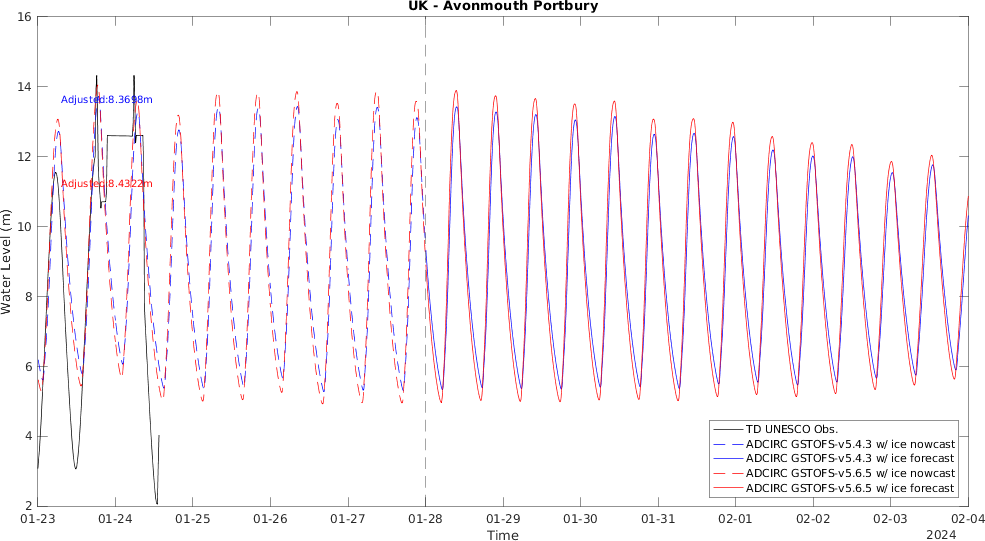 UK - Avonmouth Portbury
16
14
12
10
8
6
4
2
Water Level (m)
Adjusted:8.3698m
Adjusted:8.4322m
TD UNESCO Obs.
ADCIRC GSTOFS-v5.4.3 w/ ice nowcast
ADCIRC GSTOFS-v5.4.3 w/ ice forecast
ADCIRC GSTOFS-v5.6.5 w/ ice nowcast
ADCIRC GSTOFS-v5.6.5 w/ ice forecast
01-23 01-24 01-25 01-26 01-27 01-28 01-29 01-30 01-31 02-01 02-02 02-03 02-04
Time
2024